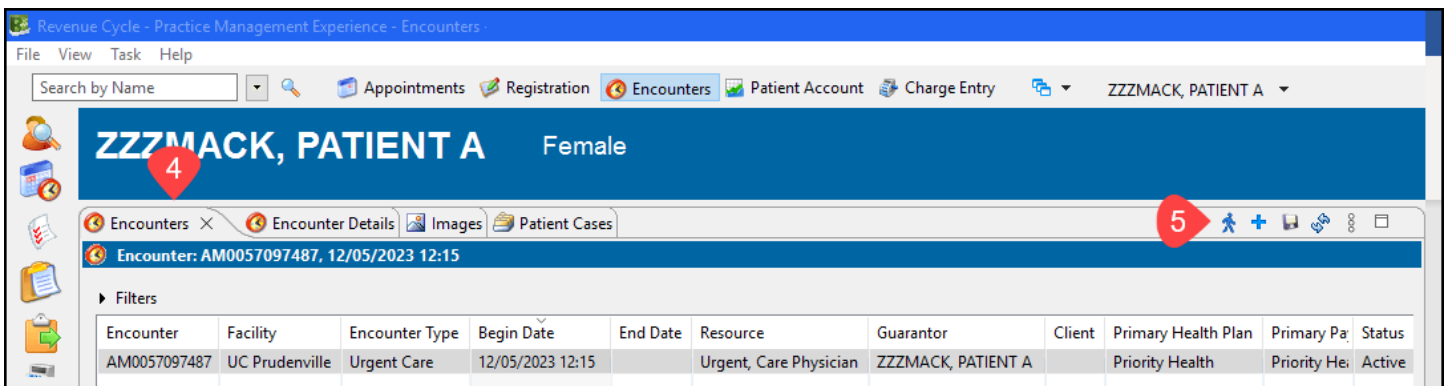 Revenue Cycle - Practice Management Experience - Encounters -
File View Task Help
Search by Name Appointments Registration Encounters Patient Account Charge Entry ZZZMACK, PATIENT A
ZZZMACK, PATIENT A Female
4
Encounters Encounter Details Images Patient Cases 5
Encounter: AM0057097487, 12/05/2023 12:15
Filters
Encounter Facility Encounter Type Begin Date End Date Resource Guarantor Client Primary Health Plan Primary Pa Status
AM0057097487 UC Prudenville Urgent Care 12/05/2023 12:15 Urgent, Care Physician ZZZMACK, PATIENT A Priority Health Priority Hea Active